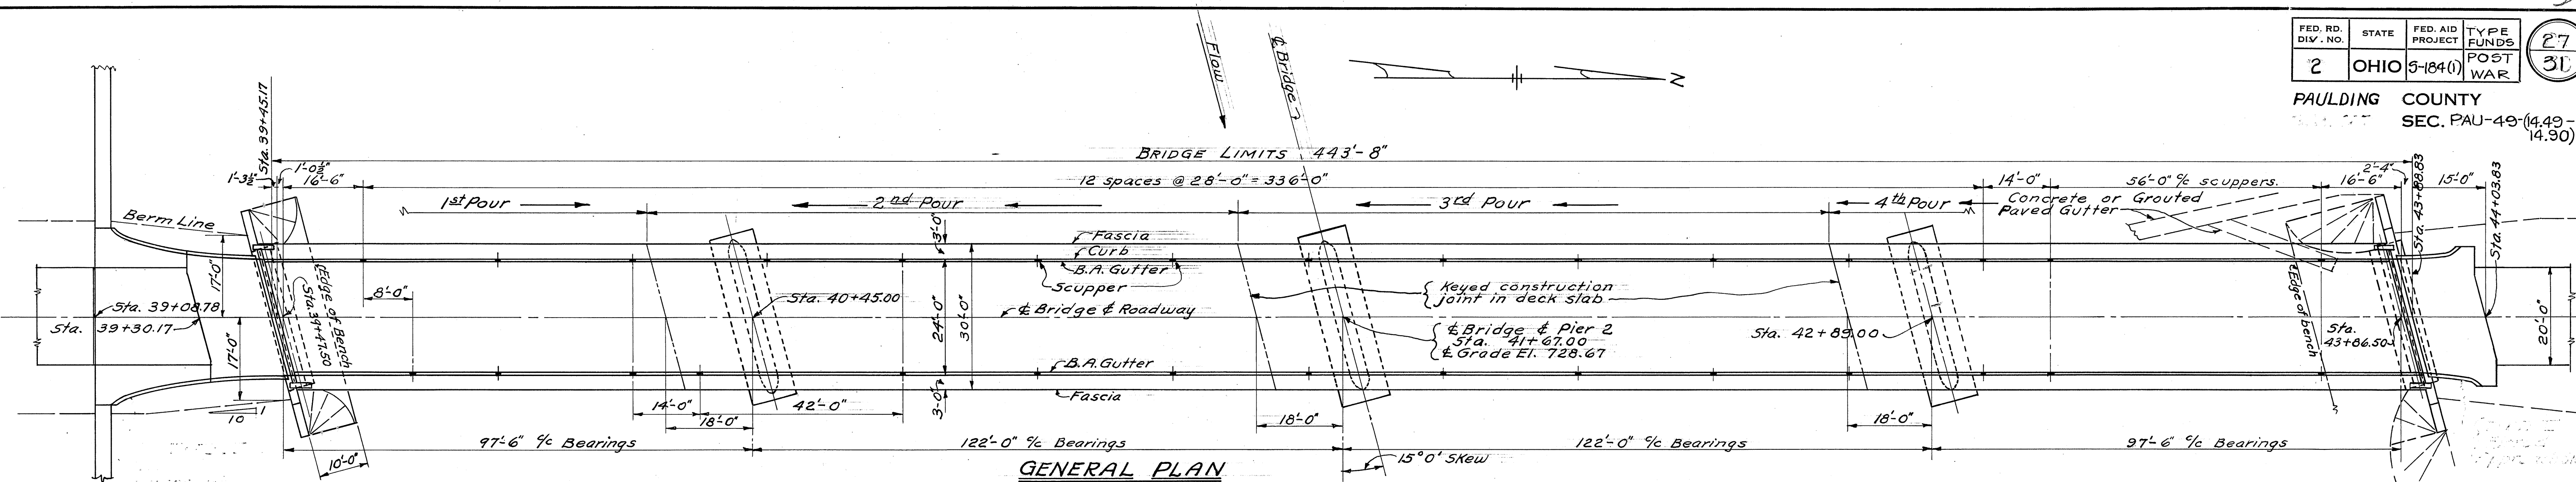 FED. RD. DIV. NO.
STATE
FED. AID PROJECT
TYPE FUNDS
2
OHIO
S-184(1)
POST WAR
27
31
PAULDING COUNTY
SEC. PAU-49-(14.49-
14.90)
Flow
℄ Bridge
N
BRIDGE LIMITS 443'-8"
Sta. 39+45.17
1'-3½"
1'-0½"
16'-6"
12 spaces @ 28'-0" = 336'-0"
14'-0"
56'-0" c/c scuppers.
16'-6"
2'-4"
Sta. 43+88.83
15'-0"
Sta. 44+03.83
1st Pour
2nd Pour
3rd Pour
4th Pour
Concrete or Grouted
Paved Gutter
Berm Line
17'-0"
17'-0"
Edge of Bench
Sta. 39+47.50
8'-0"
3'-0"
24'-0"
30'-0"
3'-0"
Fascia
Curb
B.A. Gutter
Scupper
Sta. 40+45.00
℄ Bridge & Roadway
Keyed construction
joint in deck slab
℄ Bridge & Pier 2
Sta. 41+67.00
℄ Grade El. 728.67
Sta. 42+89.00
Edge of bench
Sta.
43+86.50
20'-0"
Sta. 39+08.78
Sta. 39+30.17
B.A. Gutter
Fascia
10
1
14'-0"
42'-0"
18'-0"
18'-0"
18'-0"
97'-6" c/c Bearings
122'-0" c/c Bearings
122'-0" c/c Bearings
97'-6" c/c Bearings
10'-0"
15°0' Skew
GENERAL PLAN